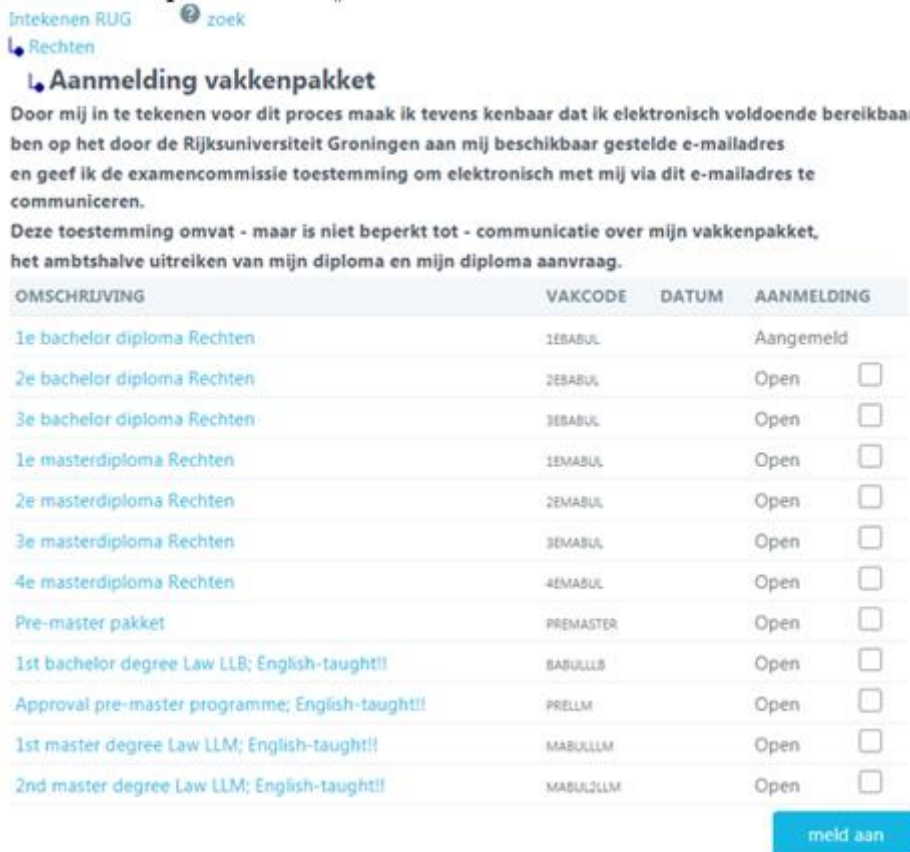 Intekenen RUG ? zoek
Rechten
Aanmelding vakkenpakket
Door mij in te tekenen voor dit proces maak ik tevens kenbaar dat ik elektronisch voldoende bereikbaar
ben op het door de Rijksuniversiteit Groningen aan mij beschikbaar gestelde e-mailadres
en geef ik de examencommissie toestemming om elektronisch met mij via dit e-mailadres te
communiceren.
Deze toestemming omvat - maar is niet beperkt tot - communicatie over mijn vakkenpakket,
het ambtshalve uitreiken van mijn diploma en mijn diploma aanvraag.
OMSCHRIJVING VAKCODE DATUM AANMELDING
1e bachelor diploma Rechten 1EBABUL Aangemeld
2e bachelor diploma Rechten 2EBABUL Open
3e bachelor diploma Rechten 3EBABUL Open
1e masterdiploma Rechten 1EMABUL Open
2e masterdiploma Rechten 2EMABUL Open
3e masterdiploma Rechten 3EMABUL Open
4e masterdiploma Rechten 4EMABUL Open
Pre-master pakket PREMASTER Open
1st bachelor degree Law LLB; English-taught!! BABULLLB Open
Approval pre-master programme; English-taught!! PRELLM Open
1st master degree Law LLM; English-taught!! MABULLLM Open
2nd master degree Law LLM; English-taught!! MABUL2LLM Open
meld aan